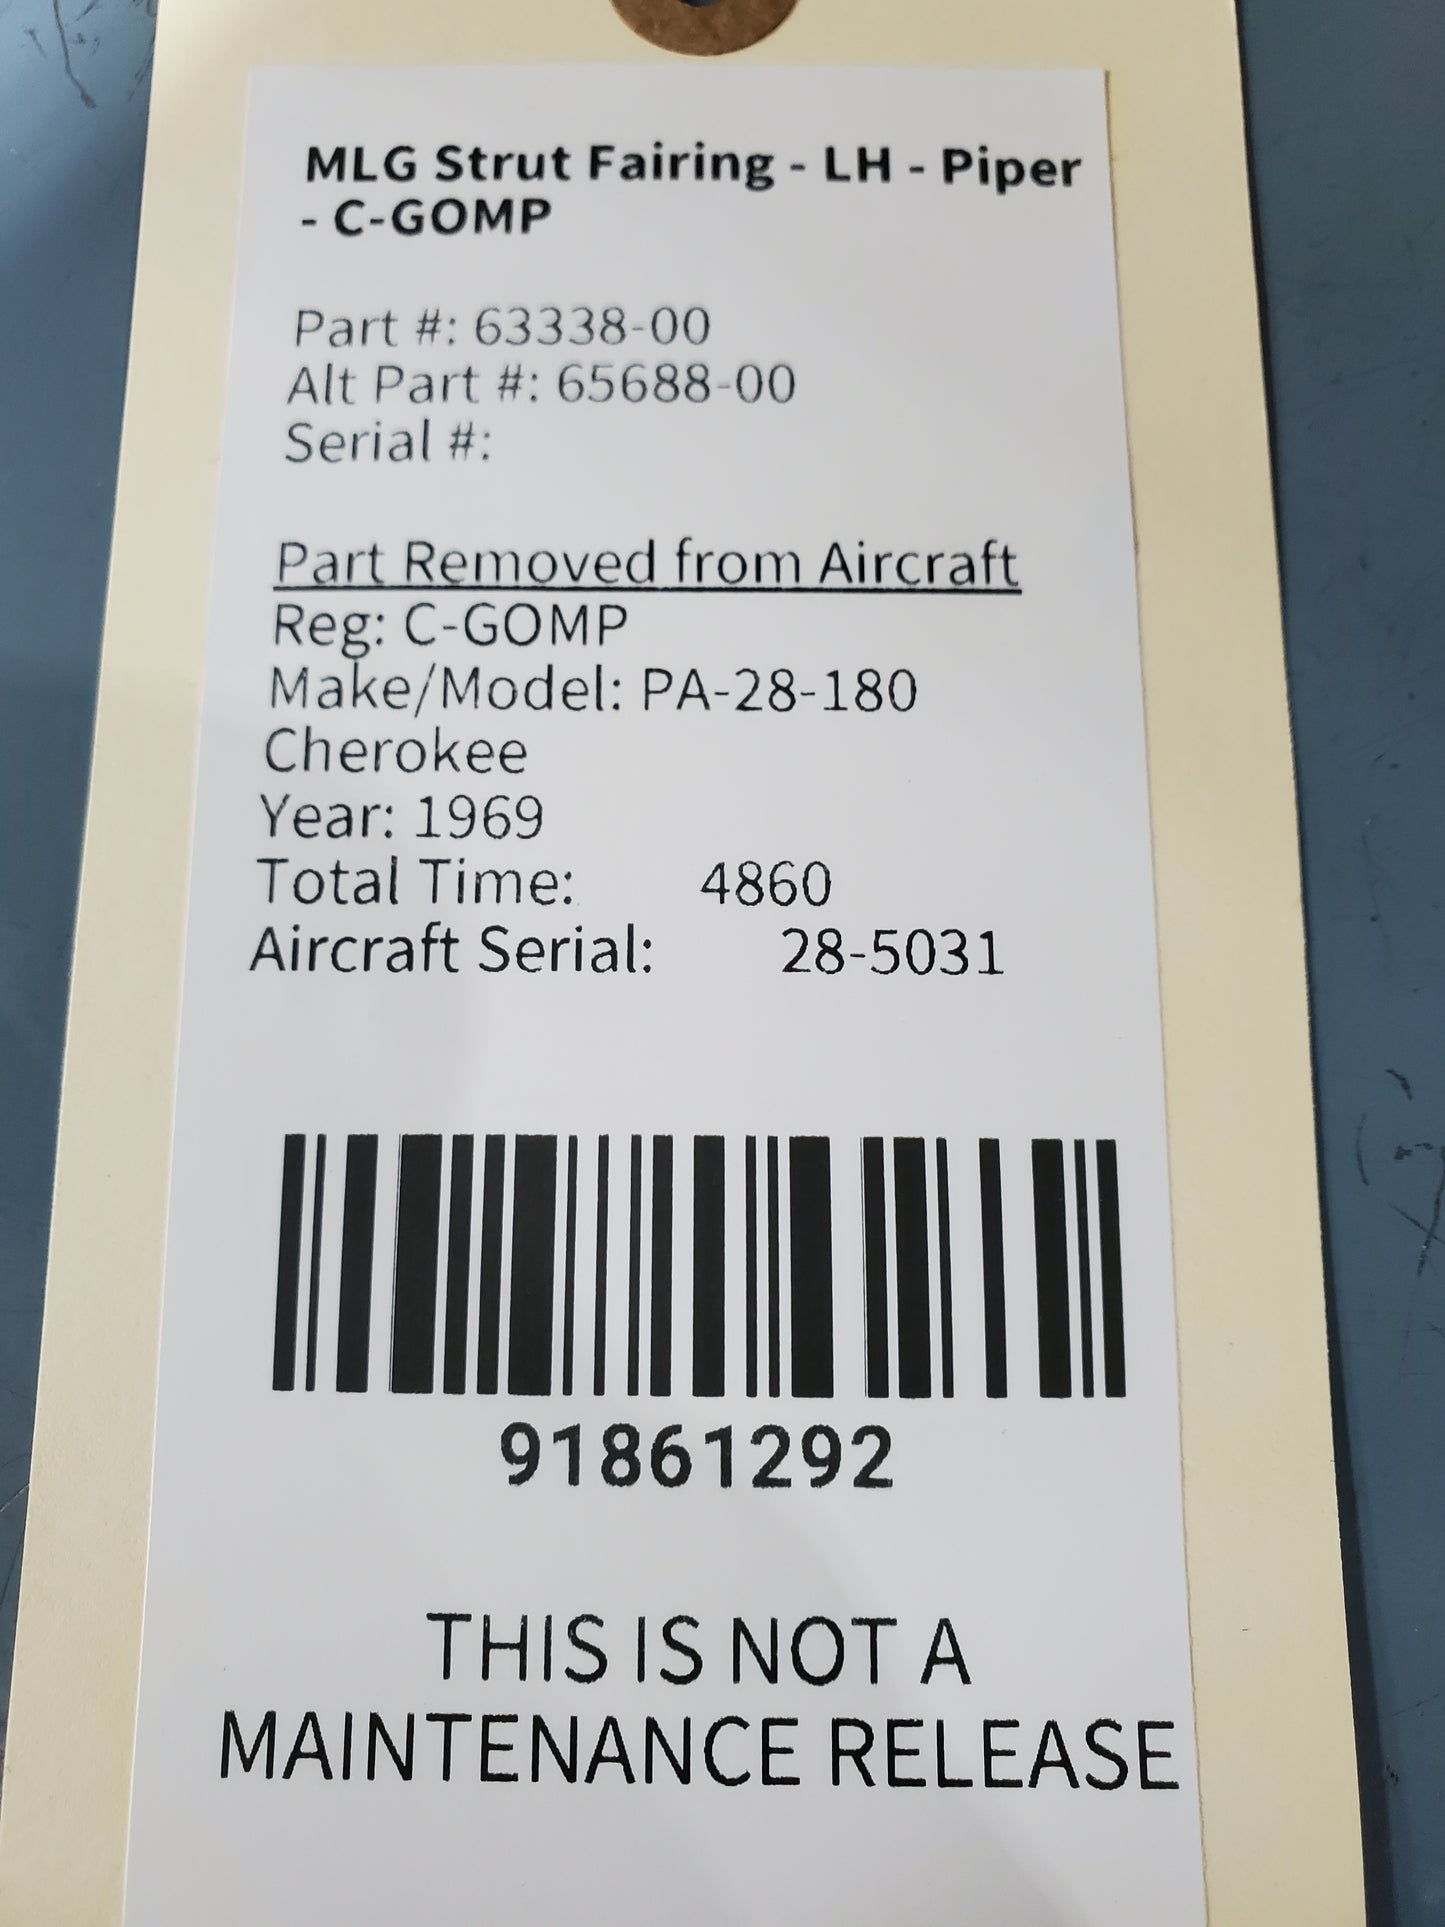 MLG Strut Fairing - LH - Piper
- C-GOMP
Part #: 63338-00
Alt Part #: 65688-00
Serial #:
Part Removed from Aircraft
Reg: C-GOMP
Make/Model: PA-28-180
Cherokee
Year: 1969
Total Time: 4860
Aircraft Serial: 28-5031
91861292
THIS IS NOT A
MAINTENANCE RELEASE